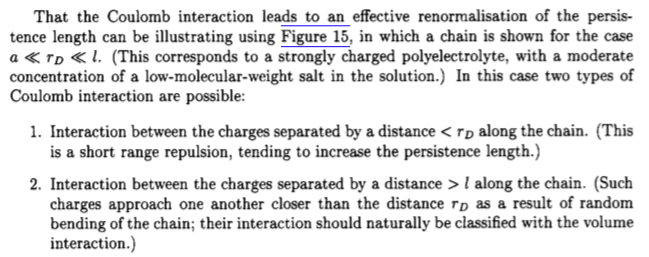 That the Coulomb interaction leads to an effective renormalisation of the persis-
tence length can be illustrating using Figure 15, in which a chain is shown for the case
a ≪ r_D ≪ l. (This corresponds to a strongly charged polyelectrolyte, with a moderate
concentration of a low-molecular-weight salt in the solution.) In this case two types of
Coulomb interaction are possible:
1. Interaction between the charges separated by a distance < r_D along the chain. (This
is a short range repulsion, tending to increase the persistence length.)
2. Interaction between the charges separated by a distance > l along the chain. (Such
charges approach one another closer than the distance r_D as a result of random
bending of the chain; their interaction should naturally be classified with the volume
interaction.)